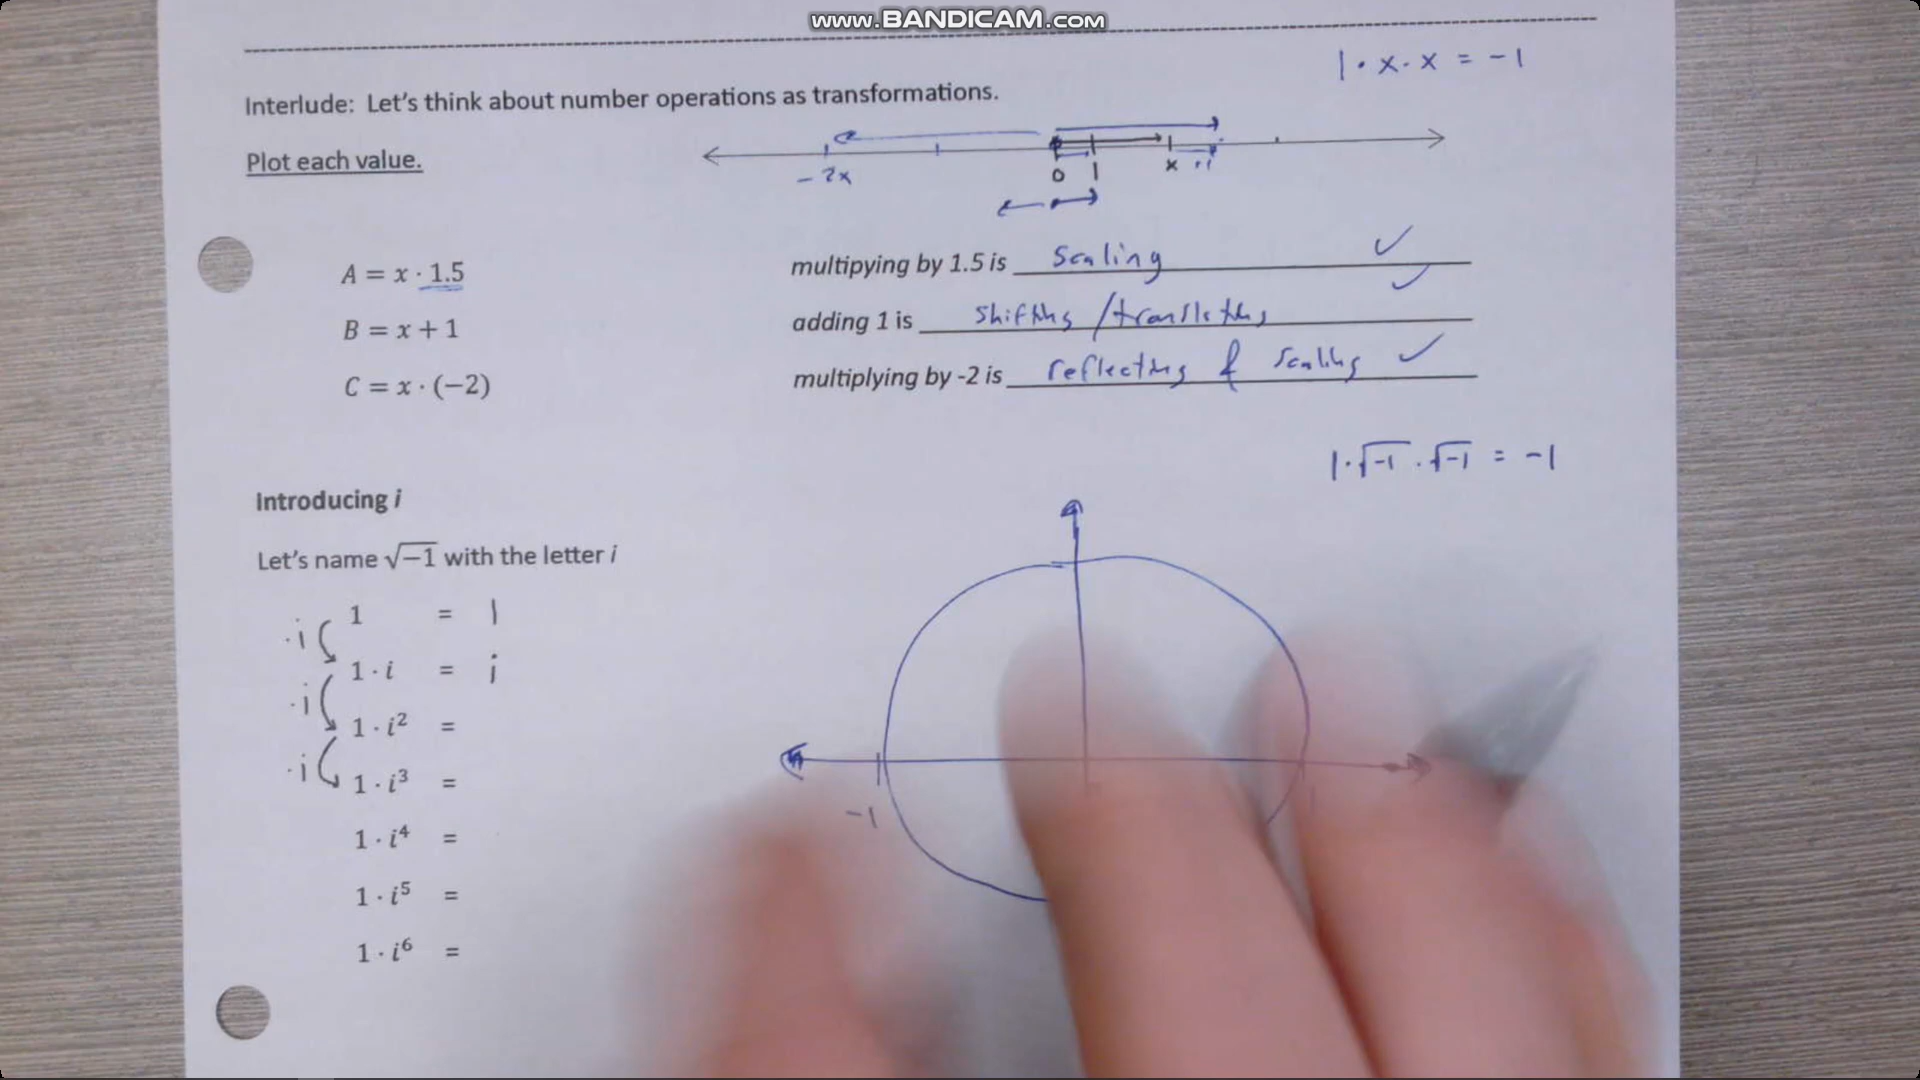 www.BANDICAM.com
1 · x · x = -1
Interlude: Let's think about number operations as transformations.
Plot each value.
-2x 0 1 x +1
A = x · 1.5 multipying by 1.5 is scaling ✓
B = x + 1 adding 1 is shifting / translating ✓
C = x · (−2) multiplying by -2 is reflecting & scaling ✓
1 · √-1 · √-1 = -1
Introducing i
Let's name √−1 with the letter i
1 = 1
·i
1 · i = i
·i
1 · i² =
·i
1 · i³ =
-1 1
1 · i⁴ =
1 · i⁵ =
1 · i⁶ =